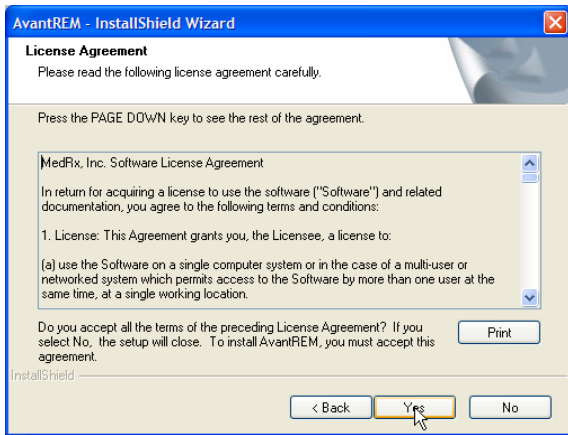 AvantREM - InstallShield Wizard
License Agreement
Please read the following license agreement carefully.
Press the PAGE DOWN key to see the rest of the agreement.
MedRx, Inc. Software License Agreement
In return for acquiring a license to use the software ("Software") and related
documentation, you agree to the following terms and conditions:
1. License: This Agreement grants you, the Licensee, a license to:
(a) use the Software on a single computer system or in the case of a multi-user or
networked system which permits access to the Software by more than one user at the
same time, at a single working location.
Do you accept all the terms of the preceding License Agreement? If you
select No, the setup will close. To install AvantREM, you must accept this
agreement.
Print
InstallShield
< Back
Yes
No